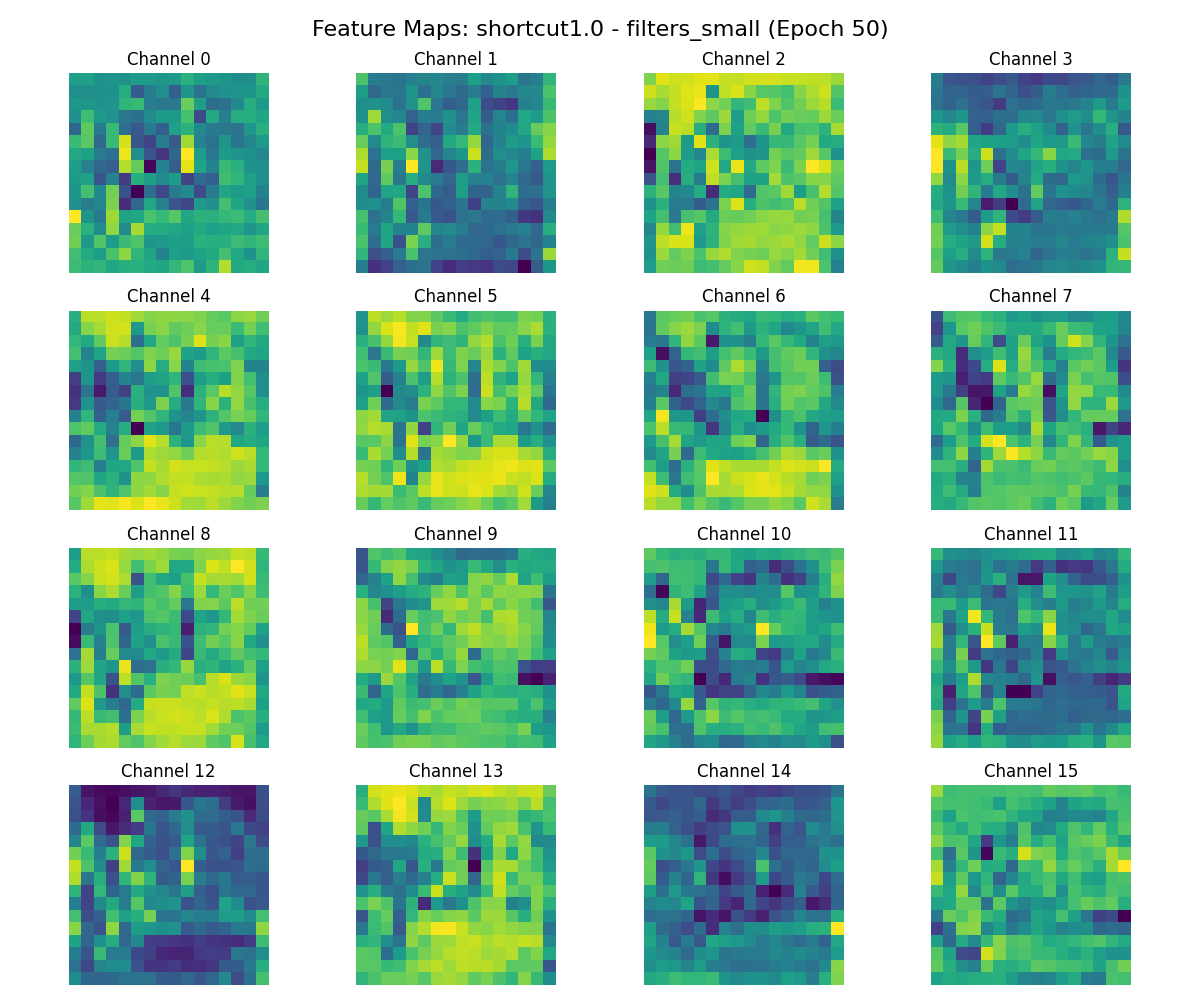 Feature Maps: shortcut1.0 - filters_small (Epoch 50)
Channel 0
Channel 1
Channel 2
Channel 3
Channel 4
Channel 5
Channel 6
Channel 7
Channel 8
Channel 9
Channel 10
Channel 11
Channel 12
Channel 13
Channel 14
Channel 15